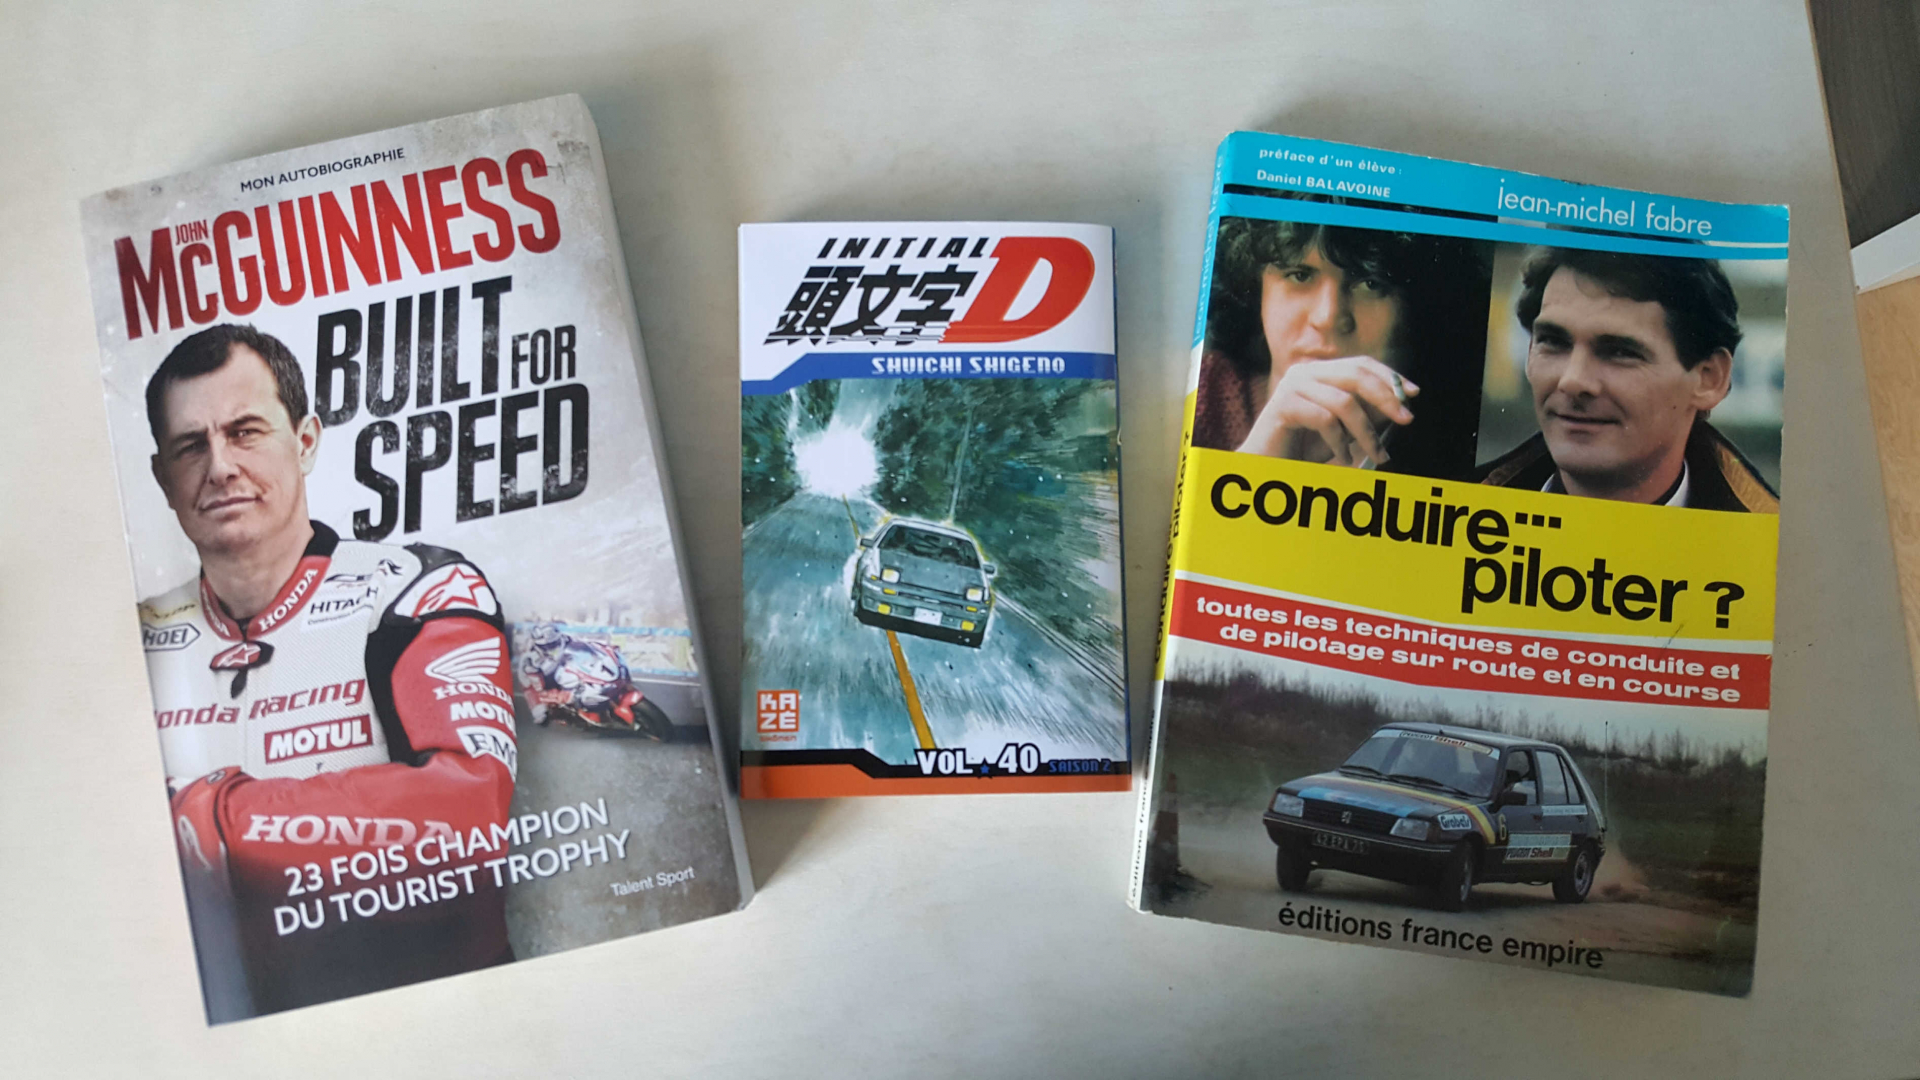 MON AUTOBIOGRAPHIE
JOHN
McGUINNESS
BUILT FOR
SPEED
HONDA
HITACHI
HONDA
Honda Racing
MOTUL
HONDA
23 FOIS CHAMPION
DU TOURIST TROPHY
Talent Sport
INITIAL D
頭文字
SHUICHI SHIGENO
KAZÉ
VOL★40 SAISON 2
préface d'un élève:
Daniel BALAVOINE
jean-michel fabre
conduire...
piloter ?
toutes les techniques de conduite et
de pilotage sur route et en course
6
éditions france empire